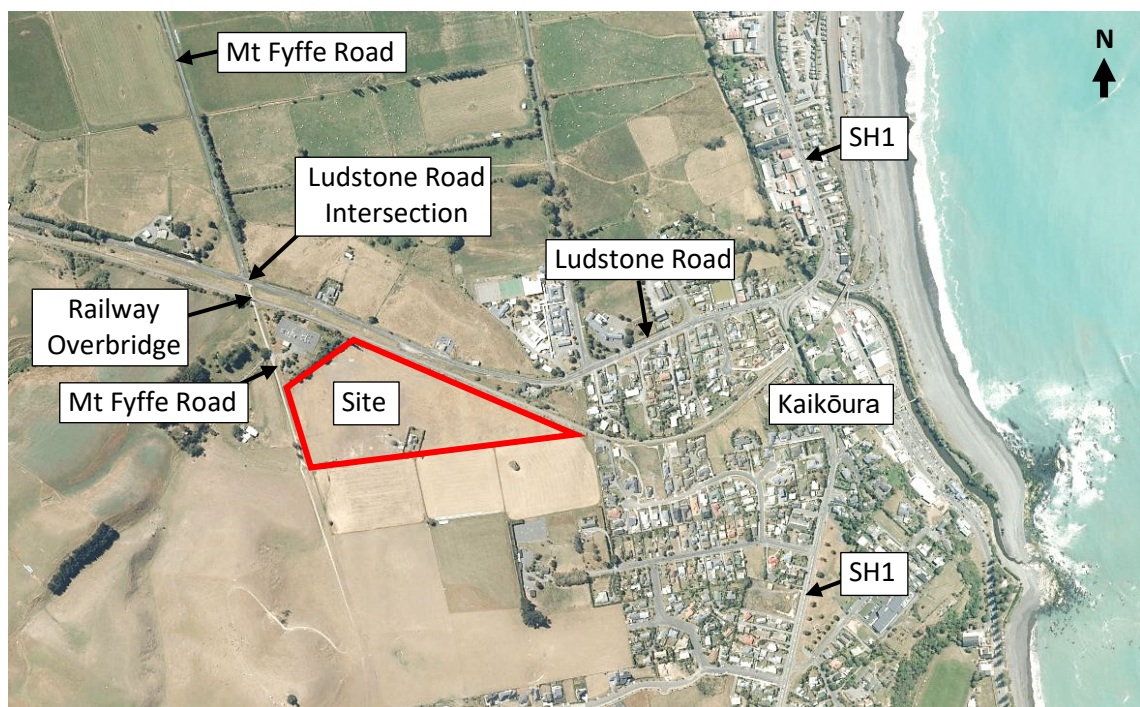 Mt Fyffe Road
N
SH1
Ludstone Road
Intersection
Ludstone Road
Railway
Overbridge
Mt Fyffe Road
Site
Kaikōura
SH1